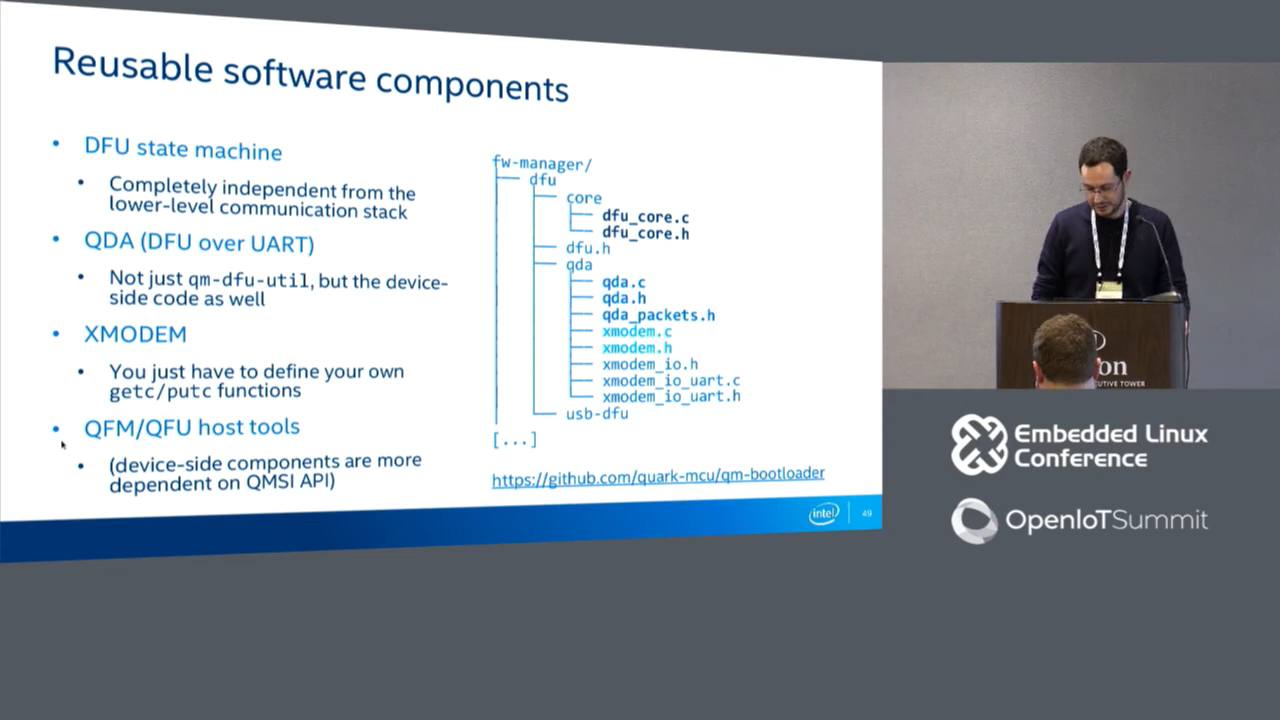 Reusable software components
• DFU state machine
• Completely independent from the
lower-level communication stack
• QDA (DFU over UART)
• Not just qm-dfu-util, but the device-
side code as well
• XMODEM
• You just have to define your own
getc/putc functions
• QFM/QFU host tools
• (device-side components are more
dependent on QMSI API)
fw-manager/
dfu
core
dfu_core.c
dfu_core.h
dfu.h
qda
qda.c
qda.h
qda_packets.h
xmodem.c
xmodem.h
xmodem_io.h
xmodem_io_uart.c
xmodem_io_uart.h
usb-dfu
[...]
https://github.com/quark-mcu/qm-bootloader
intel
49
Embedded Linux
Conference
OpenIoTSummit